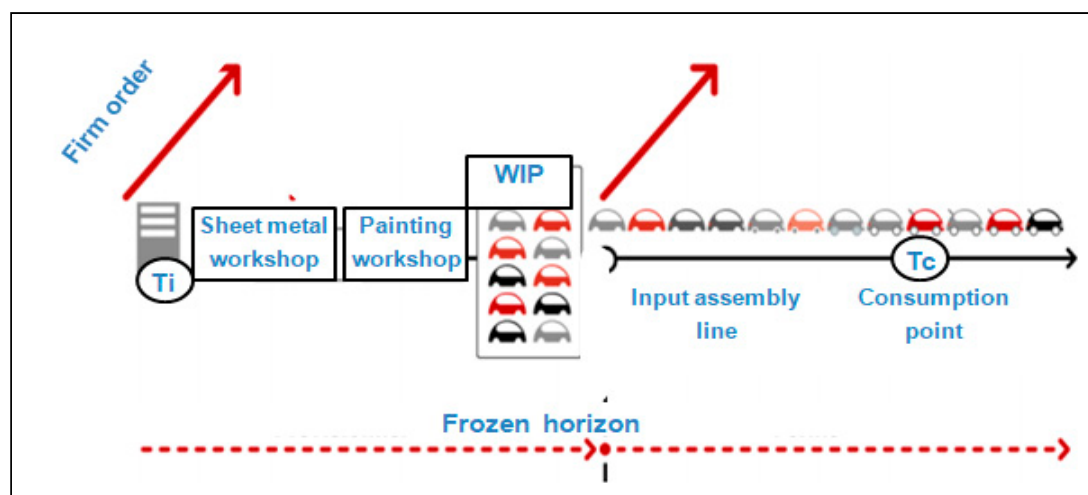 Firm order
WIP
Sheet metal
workshop
Painting
workshop
Ti
Tc
Input assembly
line
Consumption
point
Frozen horizon